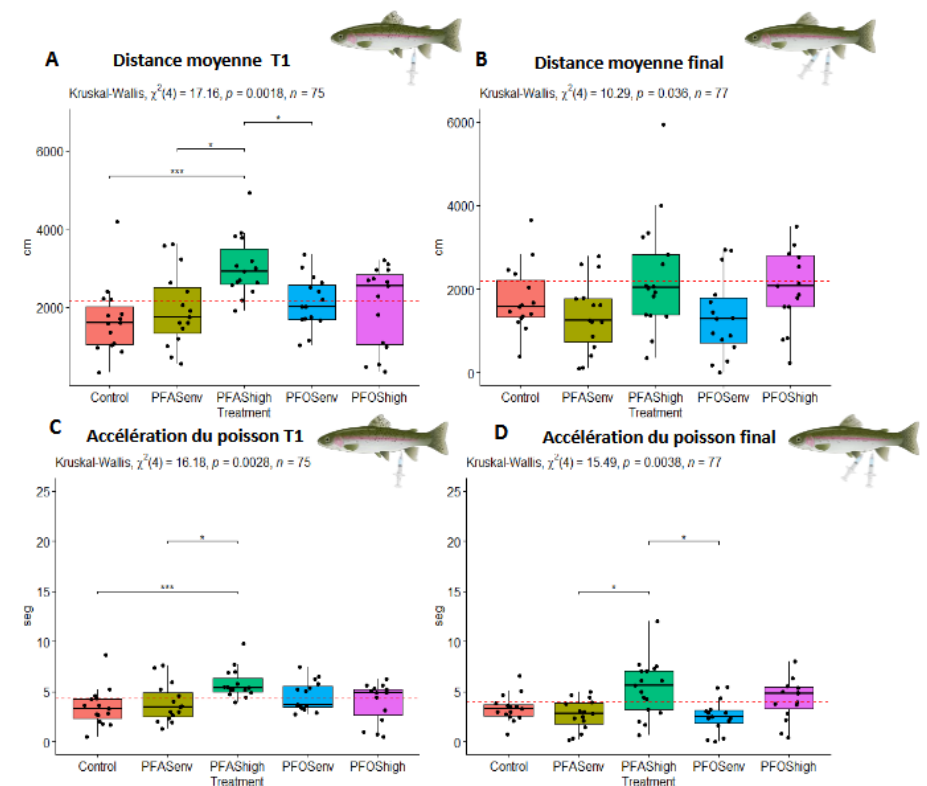 A
Distance moyenne T1
Kruskal-Wallis, χ²(4) = 17.16, p = 0.0018, n = 75
*
*
***
6000
4000
2000
cm
Control PFASenv PFAShigh PFOSenv PFOShigh
Treatment
B
Distance moyenne final
Kruskal-Wallis, χ²(4) = 10.29, p = 0.036, n = 77
6000
4000
2000
0
cm
Control PFASenv PFAShigh PFOSenv PFOShigh
Treatment
C
Accélération du poisson T1
Kruskal-Wallis, χ²(4) = 16.18, p = 0.0028, n = 75
25
20
15
10
5
0
*
***
seg
Control PFASenv PFAShigh PFOSenv PFOShigh
Treatment
D
Accélération du poisson final
Kruskal-Wallis, χ²(4) = 15.49, p = 0.0038, n = 77
25
20
15
10
5
0
*
*
seg
Control PFASenv PFAShigh PFOSenv PFOShigh
Treatment